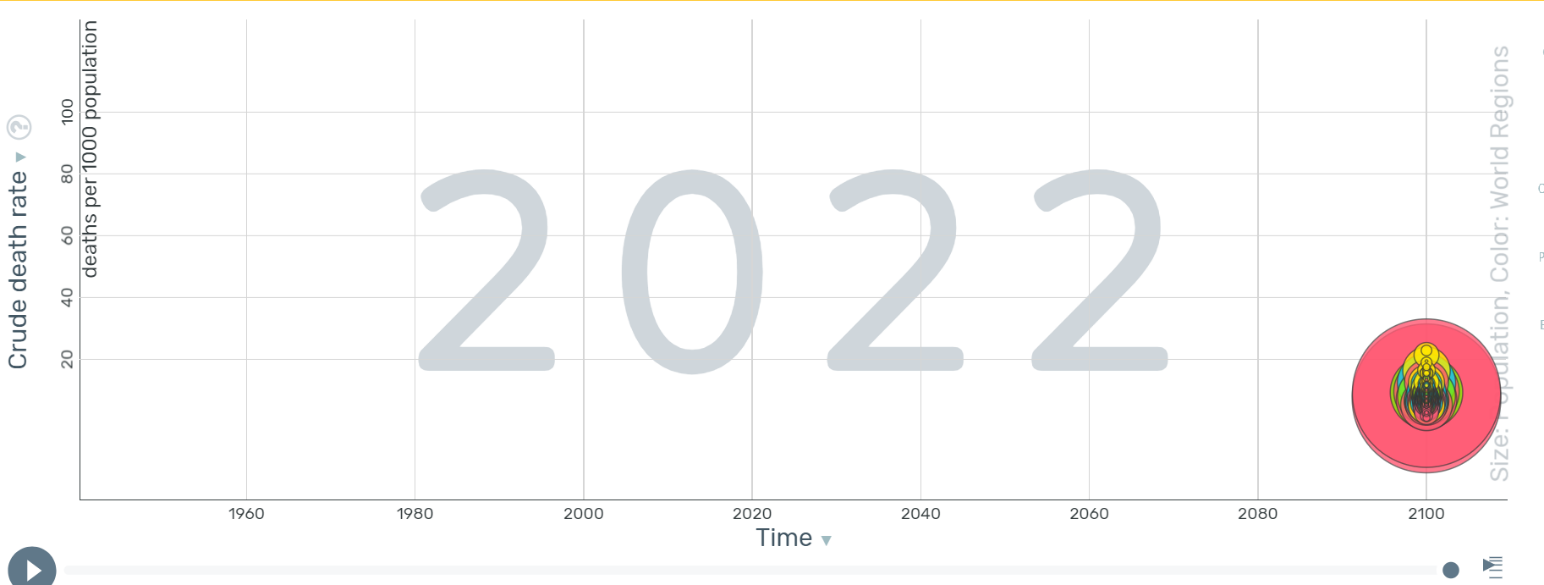 deaths per 1000 population
Crude death rate ▼ ?
100
80
60
40
20
2022
Size: Population, Color: World Regions
1960 1980 2000 2020 2040 2060 2080 2100
Time ▼